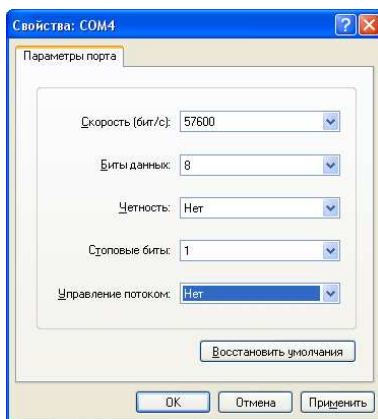 Свойства: COM4
Параметры порта
Скорость (бит/с): 57600
Биты данных: 8
Четность: Нет
Стоповые биты: 1
Управление потоком: Нет
Восстановить умолчания
OK Отмена Применить